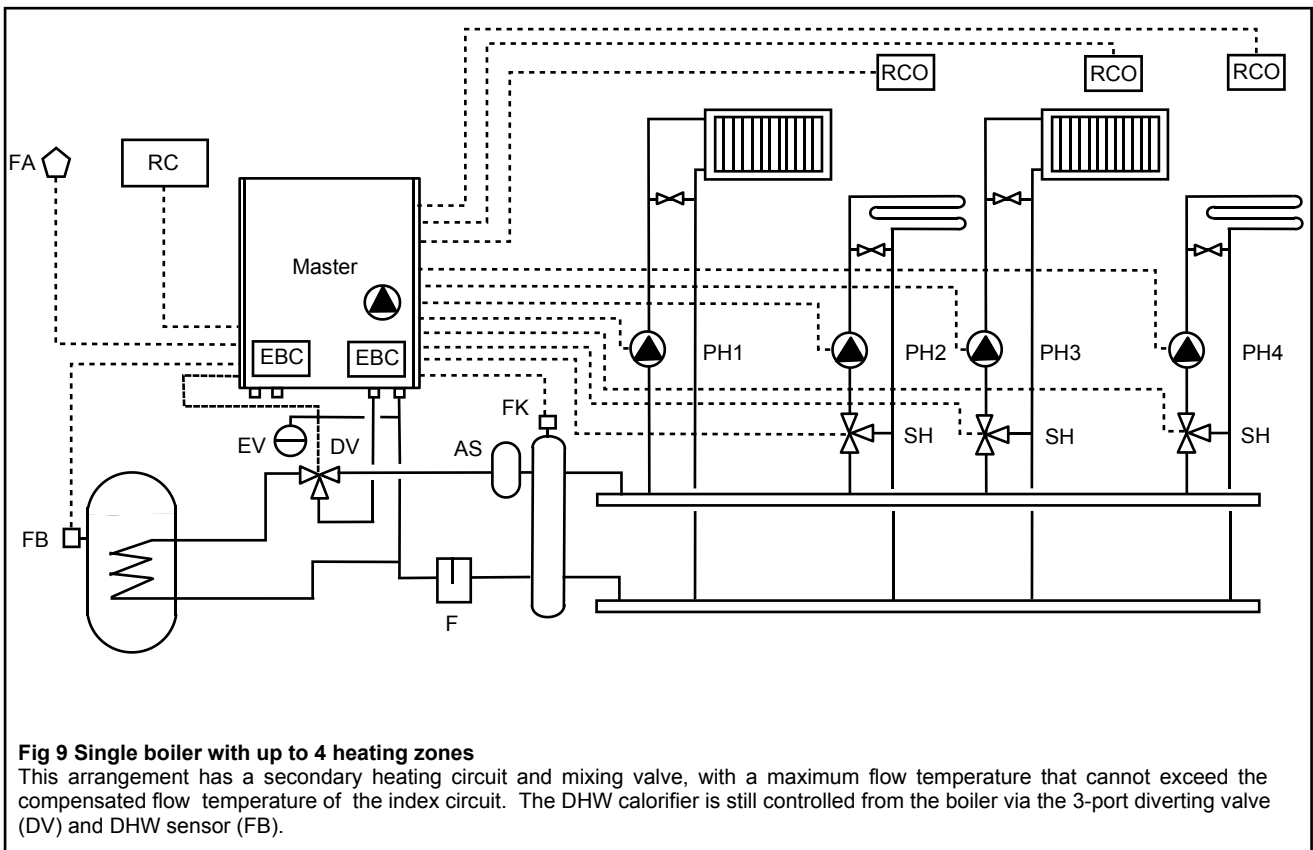 RCO
RCO
RCO
FA
RC
Master
EBC
EBC
PH1
PH2
PH3
PH4
FK
EV
DV
AS
SH
SH
SH
FB
F
Fig 9 Single boiler with up to 4 heating zones
This arrangement has a secondary heating circuit and mixing valve, with a maximum flow temperature that cannot exceed the
compensated flow temperature of the index circuit. The DHW calorifier is still controlled from the boiler via the 3-port diverting valve
(DV) and DHW sensor (FB).